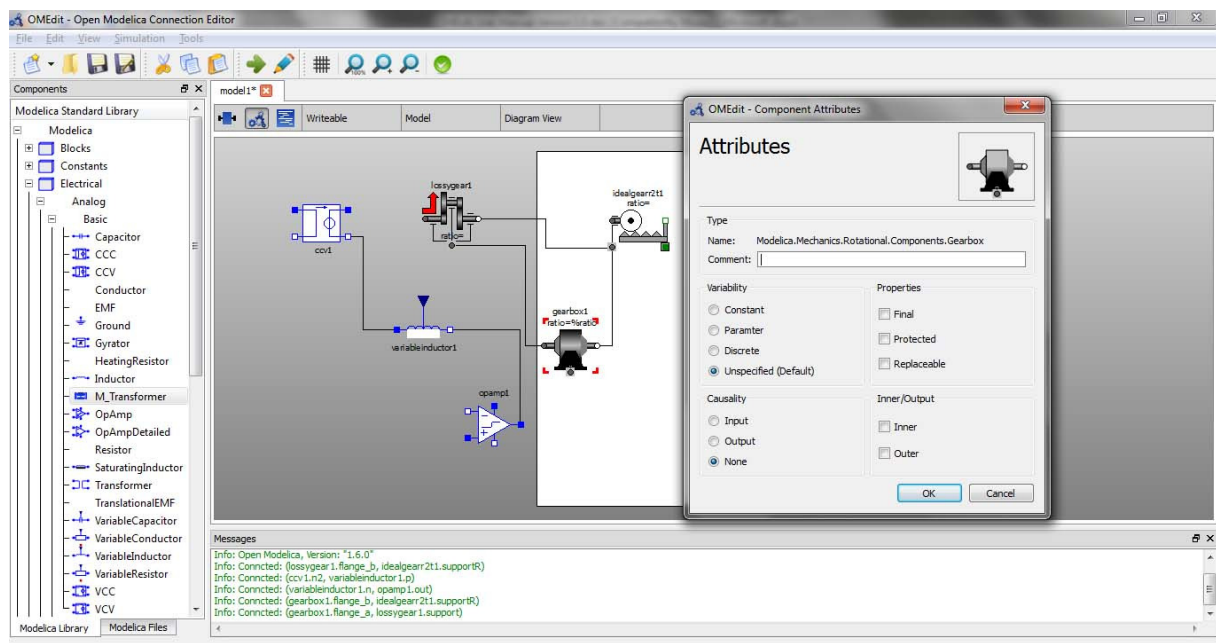 OMEdit - Open Modelica Connection Editor
File Edit View Simulation Tools
Components
model1*
Modelica Standard Library
Modelica
Blocks
Constants
Electrical
Analog
Basic
Capacitor
CCC
CCV
Conductor
EMF
Ground
Gyrator
HeatingResistor
Inductor
M_Transformer
OpAmp
OpAmpDetailed
Resistor
SaturatingInductor
Transformer
TranslationalEMF
VariableCapacitor
VariableConductor
VariableInductor
VariableResistor
VCC
VCV
Modelica Library Modelica Files
Writeable Model Diagram View
lossygear1
ratio=
idealgearr2t1
ratio=
ccv1
gearbox1
ratio=%ratio
variableinductor1
opamp1
OMEdit - Component Attributes
Attributes
Type
Name: Modelica.Mechanics.Rotational.Components.Gearbox
Comment:
Variability
Constant
Paramter
Discrete
Unspecified (Default)
Properties
Final
Protected
Replaceable
Causality
Input
Output
None
Inner/Output
Inner
Outer
OK Cancel
Messages
Info: Open Modelica, Version: "1.6.0"
Info: Conncted: (lossygear1.flange_b, idealgearr2t1.supportR)
Info: Conncted: (ccv1.n2, variableinductor1.p)
Info: Conncted: (variableinductor1.n, opamp1.out)
Info: Conncted: (gearbox1.flange_b, idealgearr2t1.supportR)
Info: Conncted: (gearbox1.flange_a, lossygear1.support)